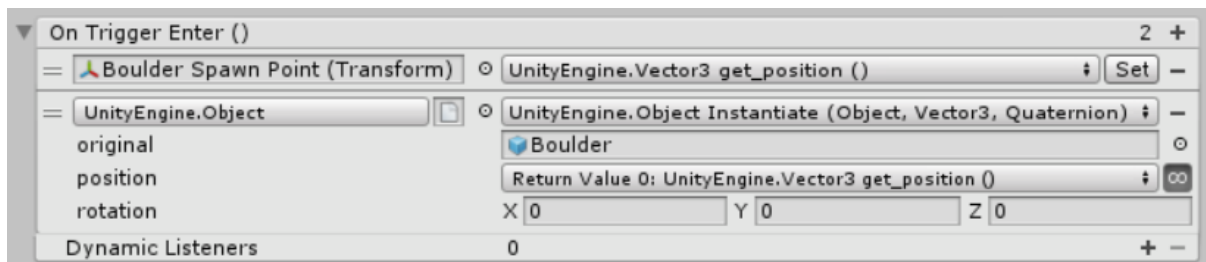 On Trigger Enter () 2 +
= Boulder Spawn Point (Transform) UnityEngine.Vector3 get_position () Set −
= UnityEngine.Object UnityEngine.Object Instantiate (Object, Vector3, Quaternion) −
original Boulder
position Return Value 0: UnityEngine.Vector3 get_position () ∞
rotation X 0 Y 0 Z 0
Dynamic Listeners 0 + −